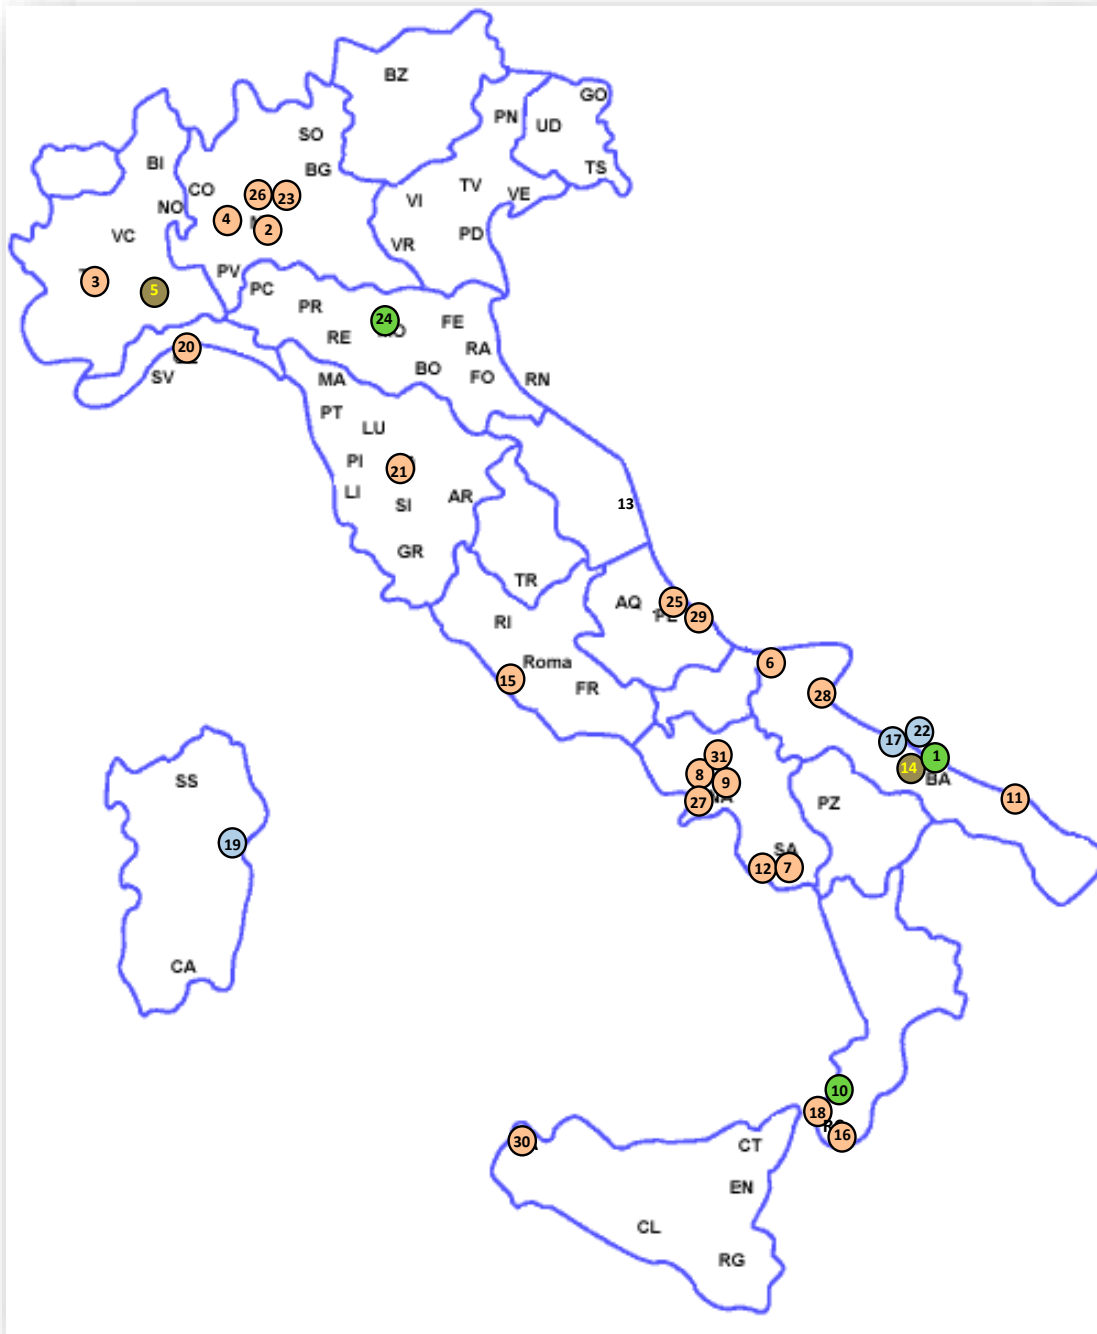 BZ
GO
PN
UD
SO
BI
BG
TS
TV
CO
26
23
VI
VE
NO
4
2
VC
PD
VR
PV
3
5
PC
PR
24
FE
RE
20
RA
BO
SV
MA
FO
RN
PT
LU
PI
21
LI
SI
AR
13
GR
TR
AQ
25
29
RI
Roma
6
15
FR
28
22
17
31
1
14
8
9
BA
SS
27
11
PZ
19
SA
12
7
CA
10
18
16
30
CT
EN
CL
RG